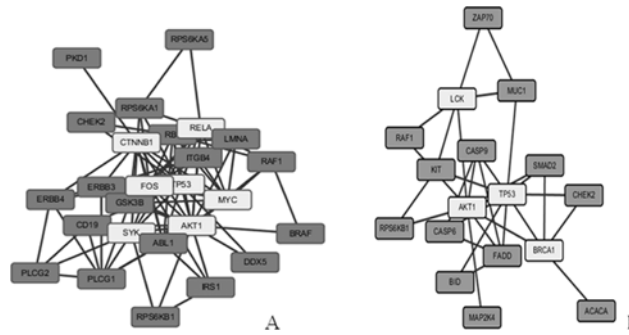 RPS6KA5
PKD1
RPS6KA1
CHEK2
RELA
CTNNB1
LMNA
ITGB4
RAF1
ERBB3
FOS
TP53
ERBB4
GSK3B
MYC
CD19
SYK
AKT1
ABL1
BRAF
PLCG2
PLCG1
DDX5
IRS1
RPS6KB1
A
ZAP70
LCK
MUC1
RAF1
CASP9
KIT
SMAD2
TP53
CHEK2
AKT1
RPS6KB1
CASP6
BRCA1
FADD
BID
ACACA
MAP2K4